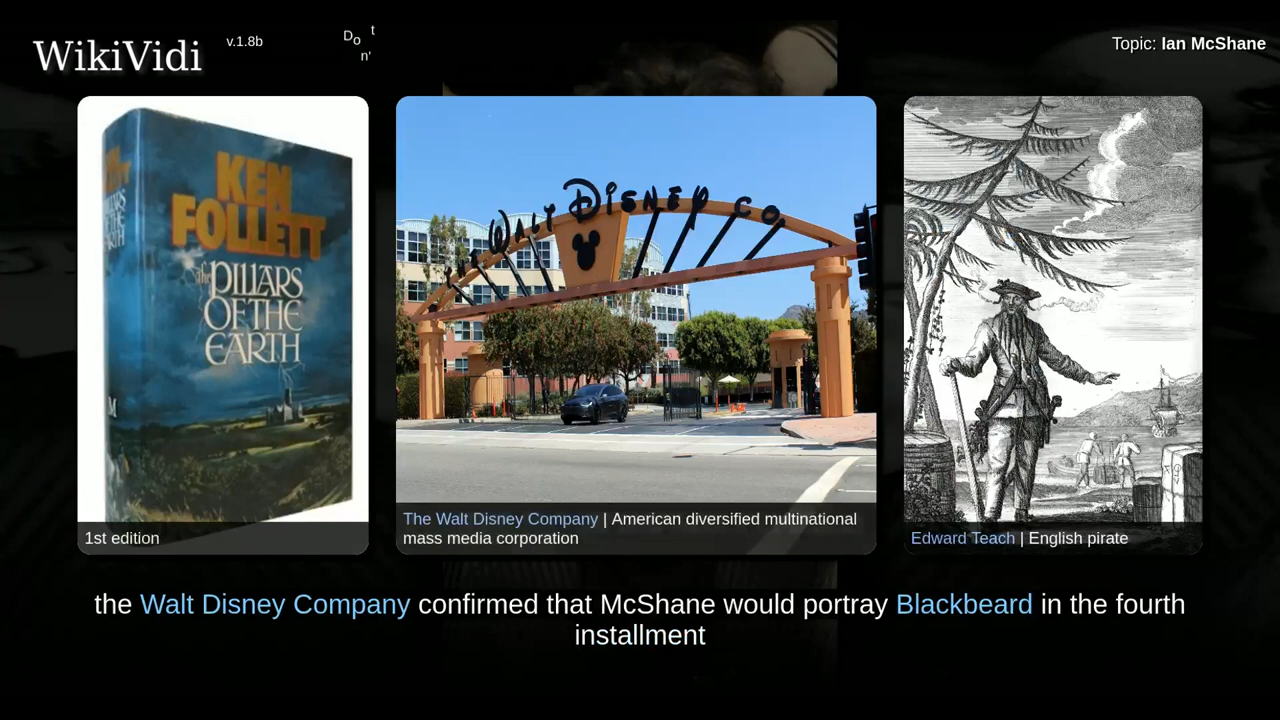 WikiVidi
v.1.8b
Do n' t
Topic: Ian McShane
KEN
FOLLETT
the PILLARS
OF THE
EARTH
WALT DISNEY CO
1st edition
The Walt Disney Company | American diversified multinational
mass media corporation
Edward Teach | English pirate
the Walt Disney Company confirmed that McShane would portray Blackbeard in the fourth
installment